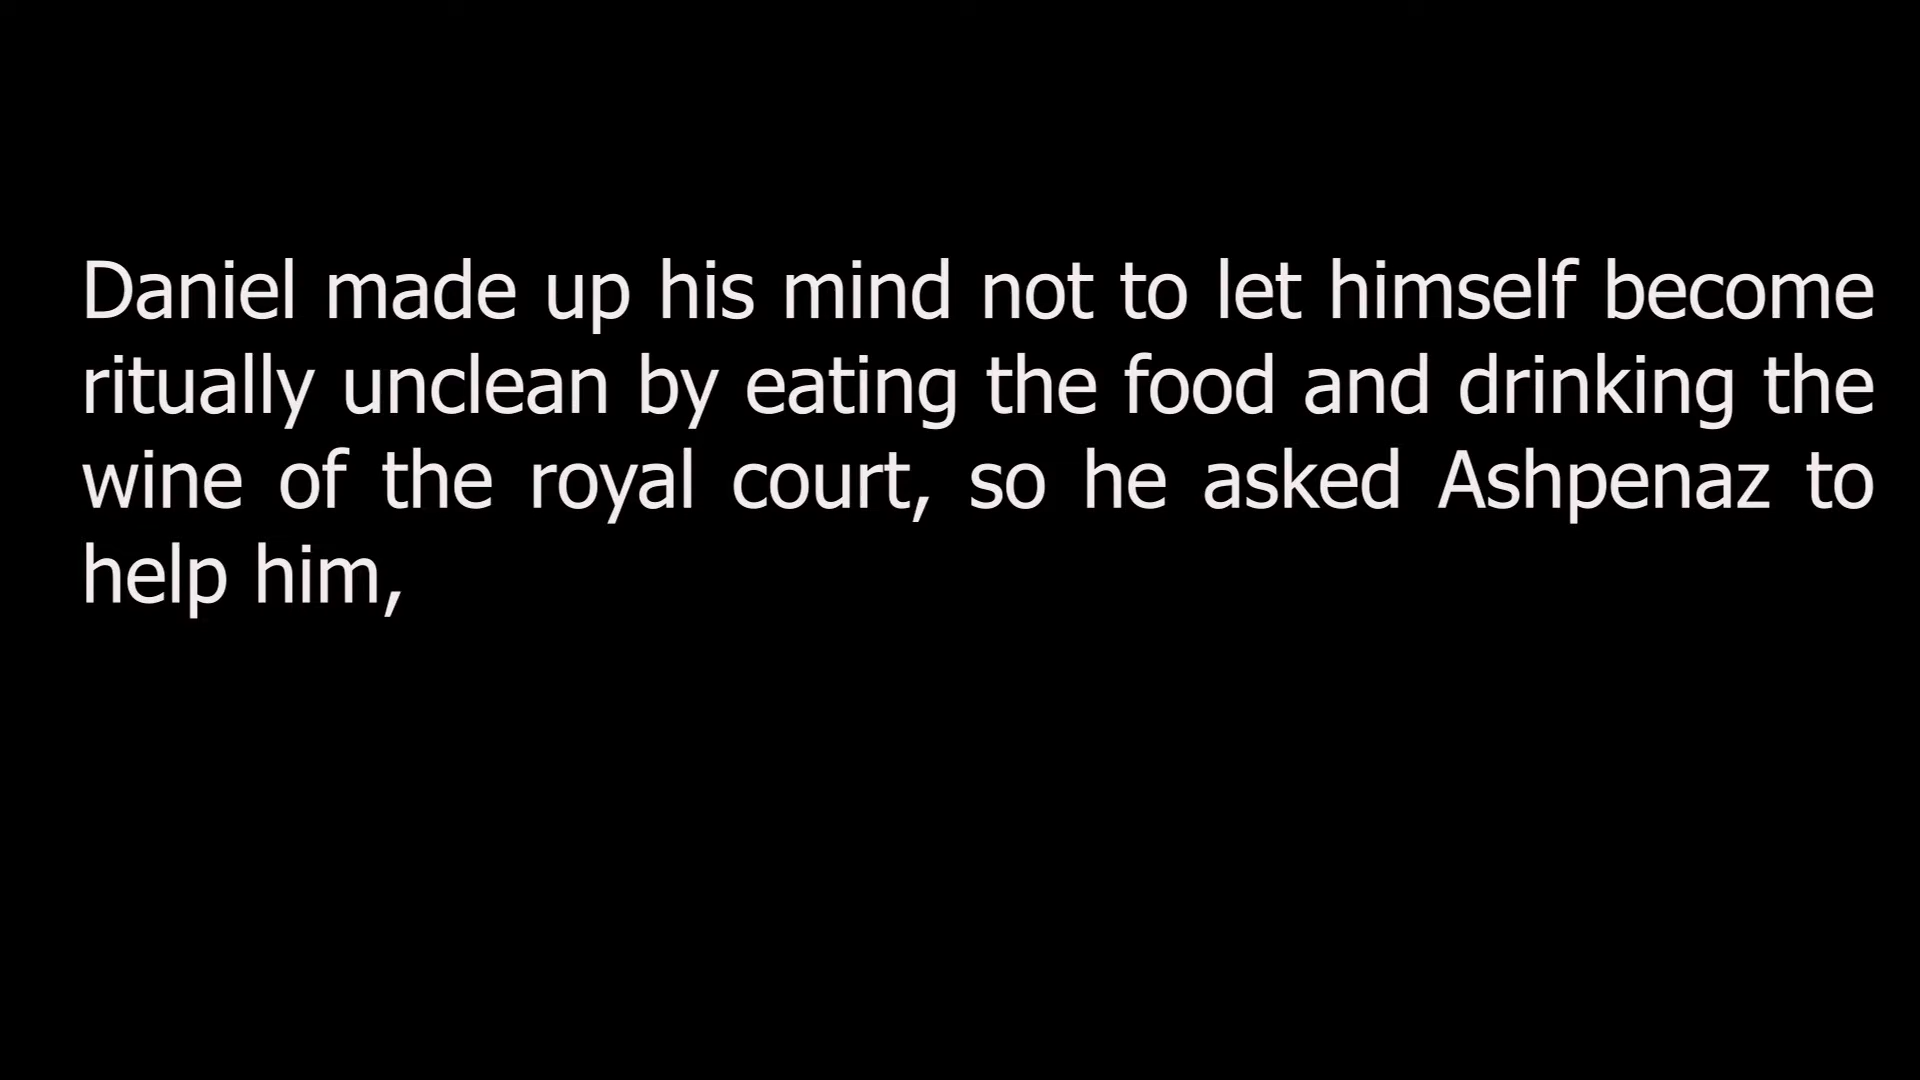 Daniel made up his mind not to let himself become
ritually unclean by eating the food and drinking the
wine of the royal court, so he asked Ashpenaz to
help him,